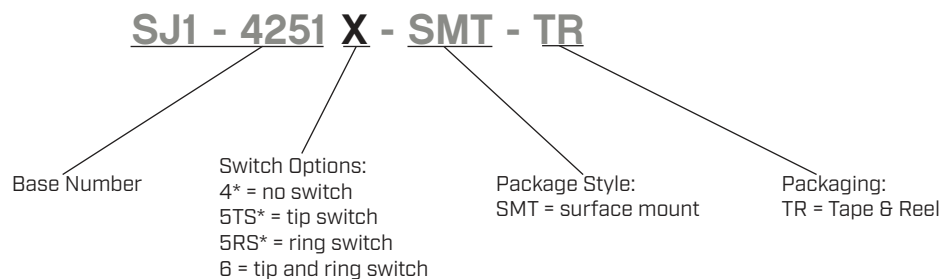 SJ1 - 4251 X - SMT - TR
Base Number
Switch Options:
4* = no switch
5TS* = tip switch
5RS* = ring switch
6 = tip and ring switch
Package Style:
SMT = surface mount
Packaging:
TR = Tape & Reel